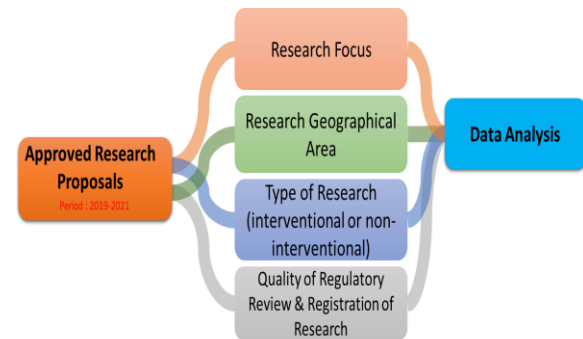 Approved Research
Proposals
Period : 2019-2021
Research Focus
Research Geographical
Area
Type of Research
(interventional or non-
interventional)
Quality of Regulatory
Review & Registration of
Research
Data Analysis